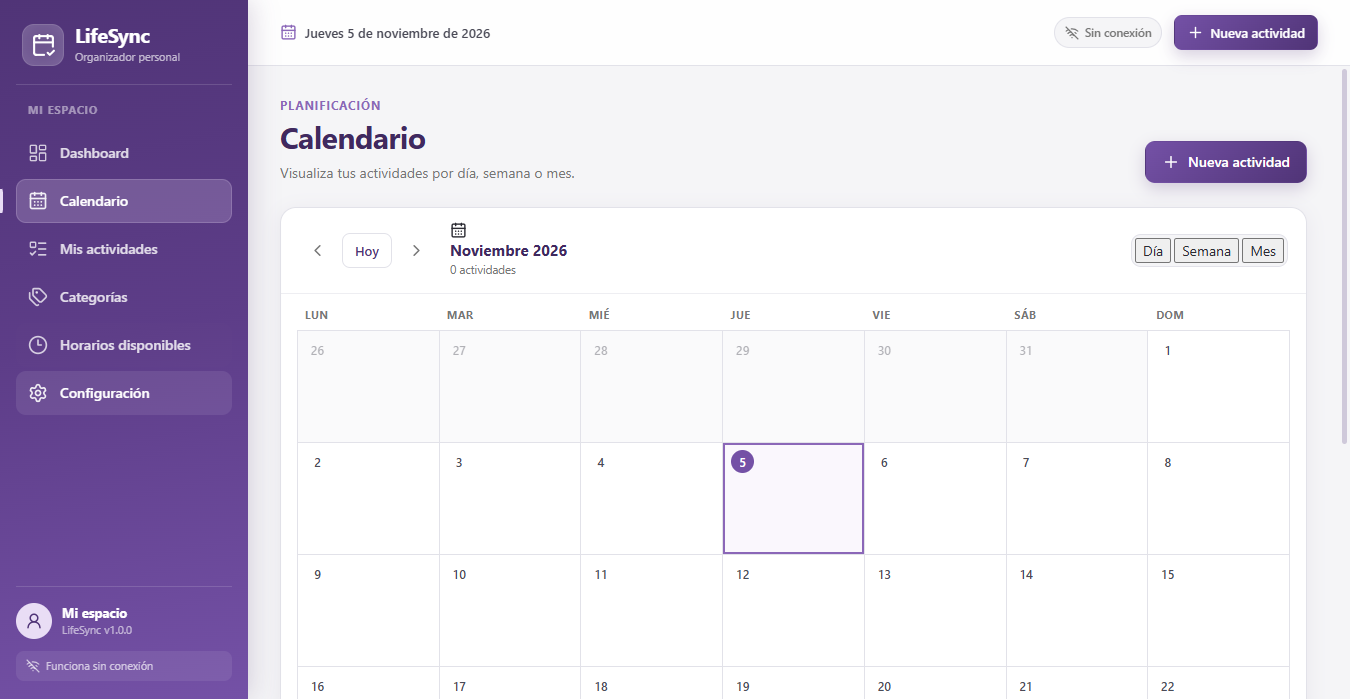 LifeSync
Organizador personal
MI ESPACIO
Dashboard
Calendario
Mis actividades
Categorías
Horarios disponibles
Configuración
Mi espacio
LifeSync v1.0.0
Funciona sin conexión
Jueves 5 de noviembre de 2026
Sin conexión
Nueva actividad
PLANIFICACIÓN
Calendario
Visualiza tus actividades por día, semana o mes.
Nueva actividad
Hoy
Noviembre 2026
0 actividades
Día Semana Mes
LUN MAR MIÉ JUE VIE SÁB DOM
26 27 28 29 30 31 1
2 3 4 5 6 7 8
9 10 11 12 13 14 15
16 17 18 19 20 21 22